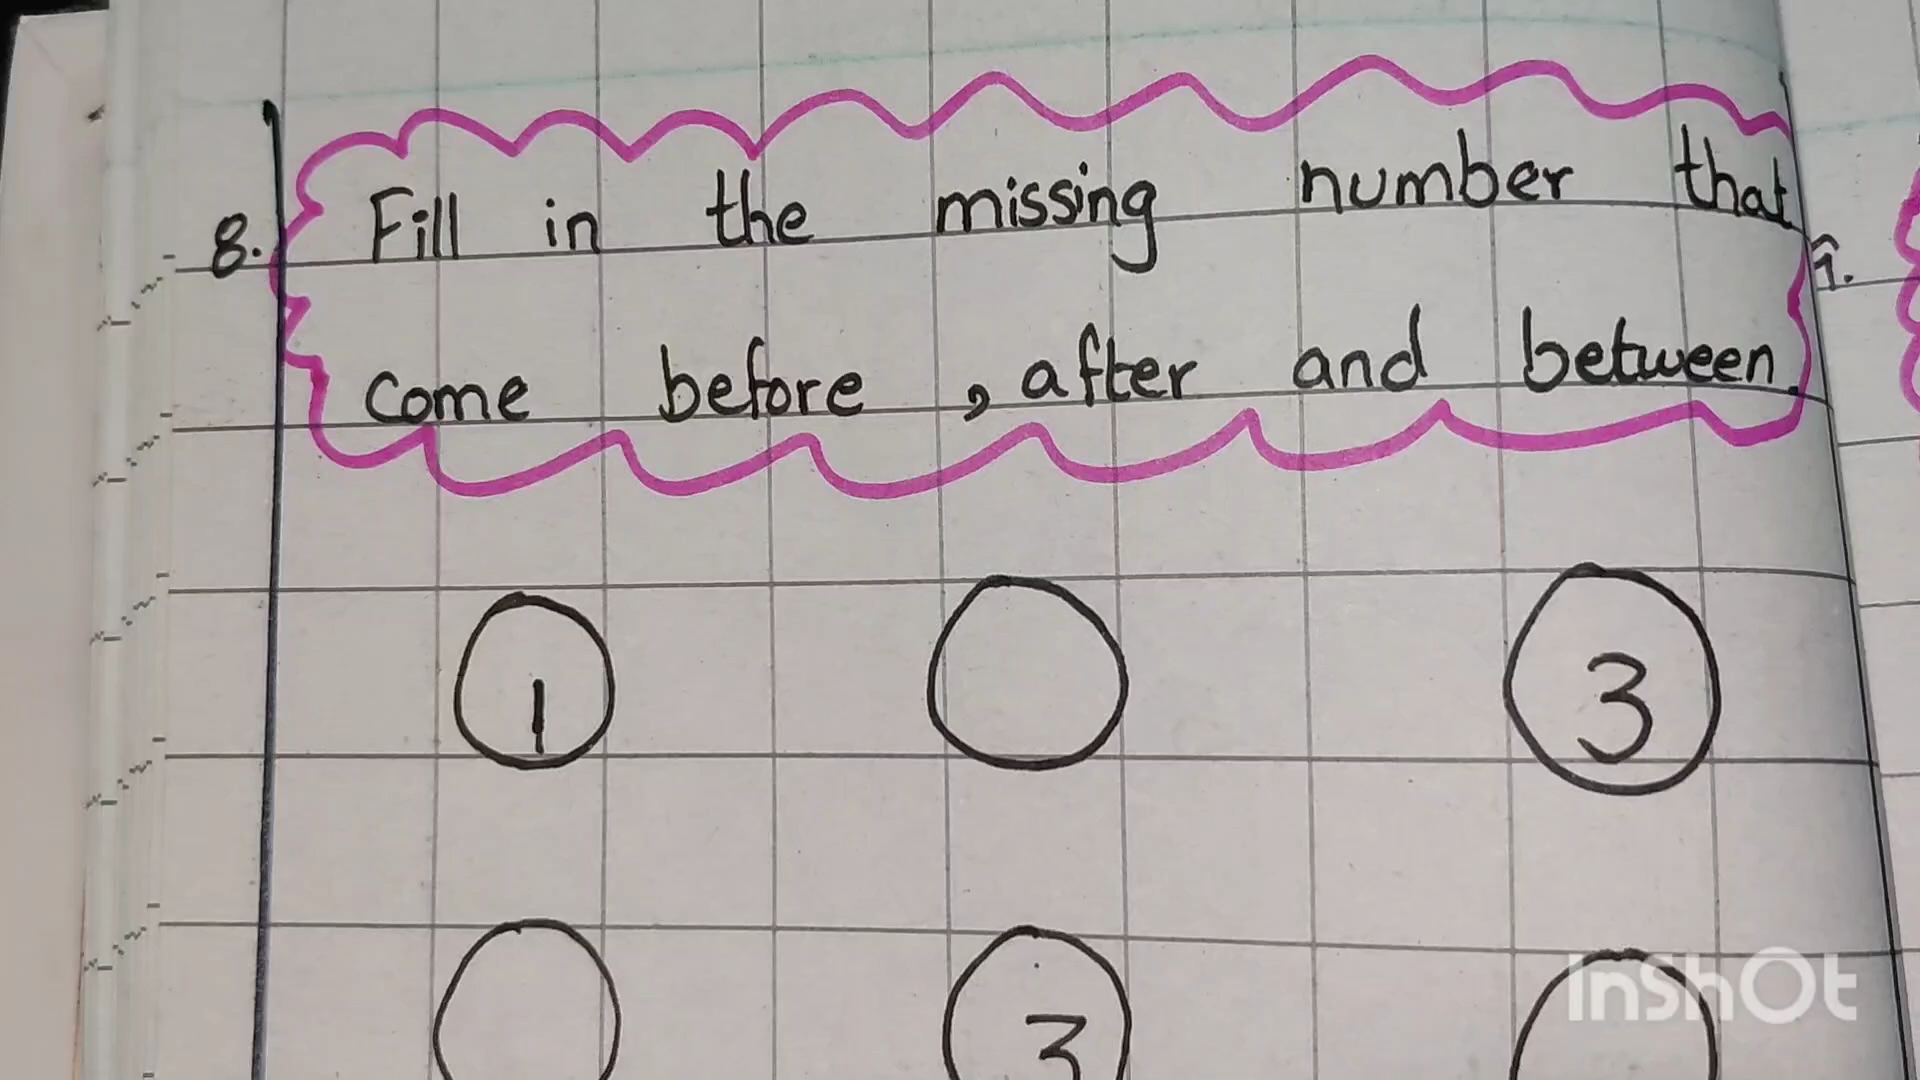 8. Fill in the missing number that
come before , after and between.
1 3
3
InShOt